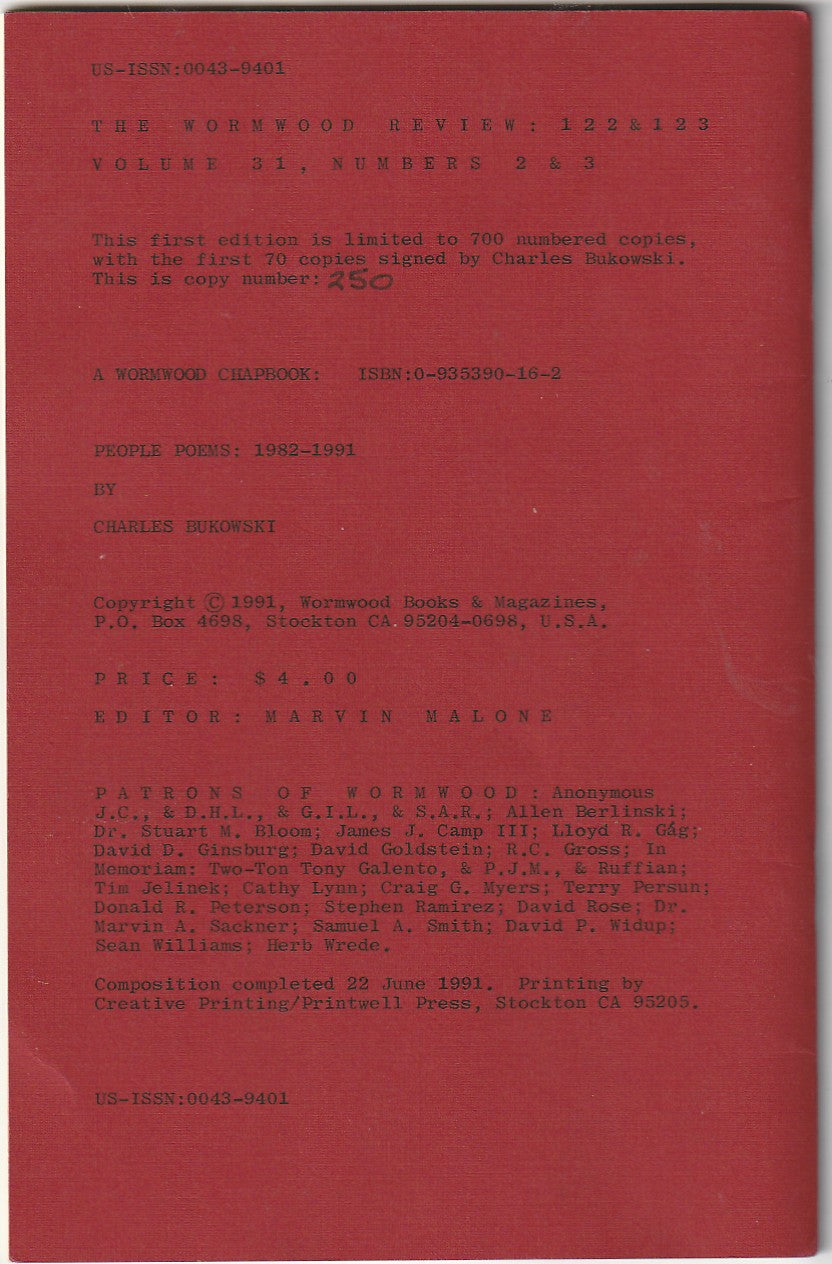 US-ISSN:0043-9401
THE WORMWOOD REVIEW: 122&123
VOLUME 31, NUMBERS 2 & 3
This first edition is limited to 700 numbered copies,
with the first 70 copies signed by Charles Bukowski.
This is copy number: 250
A WORMWOOD CHAPBOOK: ISBN:0-935390-16-2
PEOPLE POEMS: 1982-1991
BY
CHARLES BUKOWSKI
Copyright © 1991, Wormwood Books & Magazines,
P.O. Box 4698, Stockton CA 95204-0698, U.S.A.
PRICE: $4.00
EDITOR: MARVIN MALONE
PATRONS OF WORMWOOD: Anonymous
J.C., & D.H.L., & G.I.L., & S.A.R.; Allen Berlinski;
Dr. Stuart M. Bloom; James J. Camp III; Lloyd R. Gág;
David D. Ginsburg; David Goldstein; R.C. Gross; In
Memoriam: Two-Ton Tony Galento, & P.J.M., & Ruffian;
Tim Jelinek; Cathy Lynn; Craig G. Myers; Terry Persun;
Donald R. Peterson; Stephen Ramirez; David Rose; Dr.
Marvin A. Sackner; Samuel A. Smith; David P. Widup;
Sean Williams; Herb Wrede.
Composition completed 22 June 1991. Printing by
Creative Printing/Printwell Press, Stockton CA 95205.
US-ISSN:0043-9401